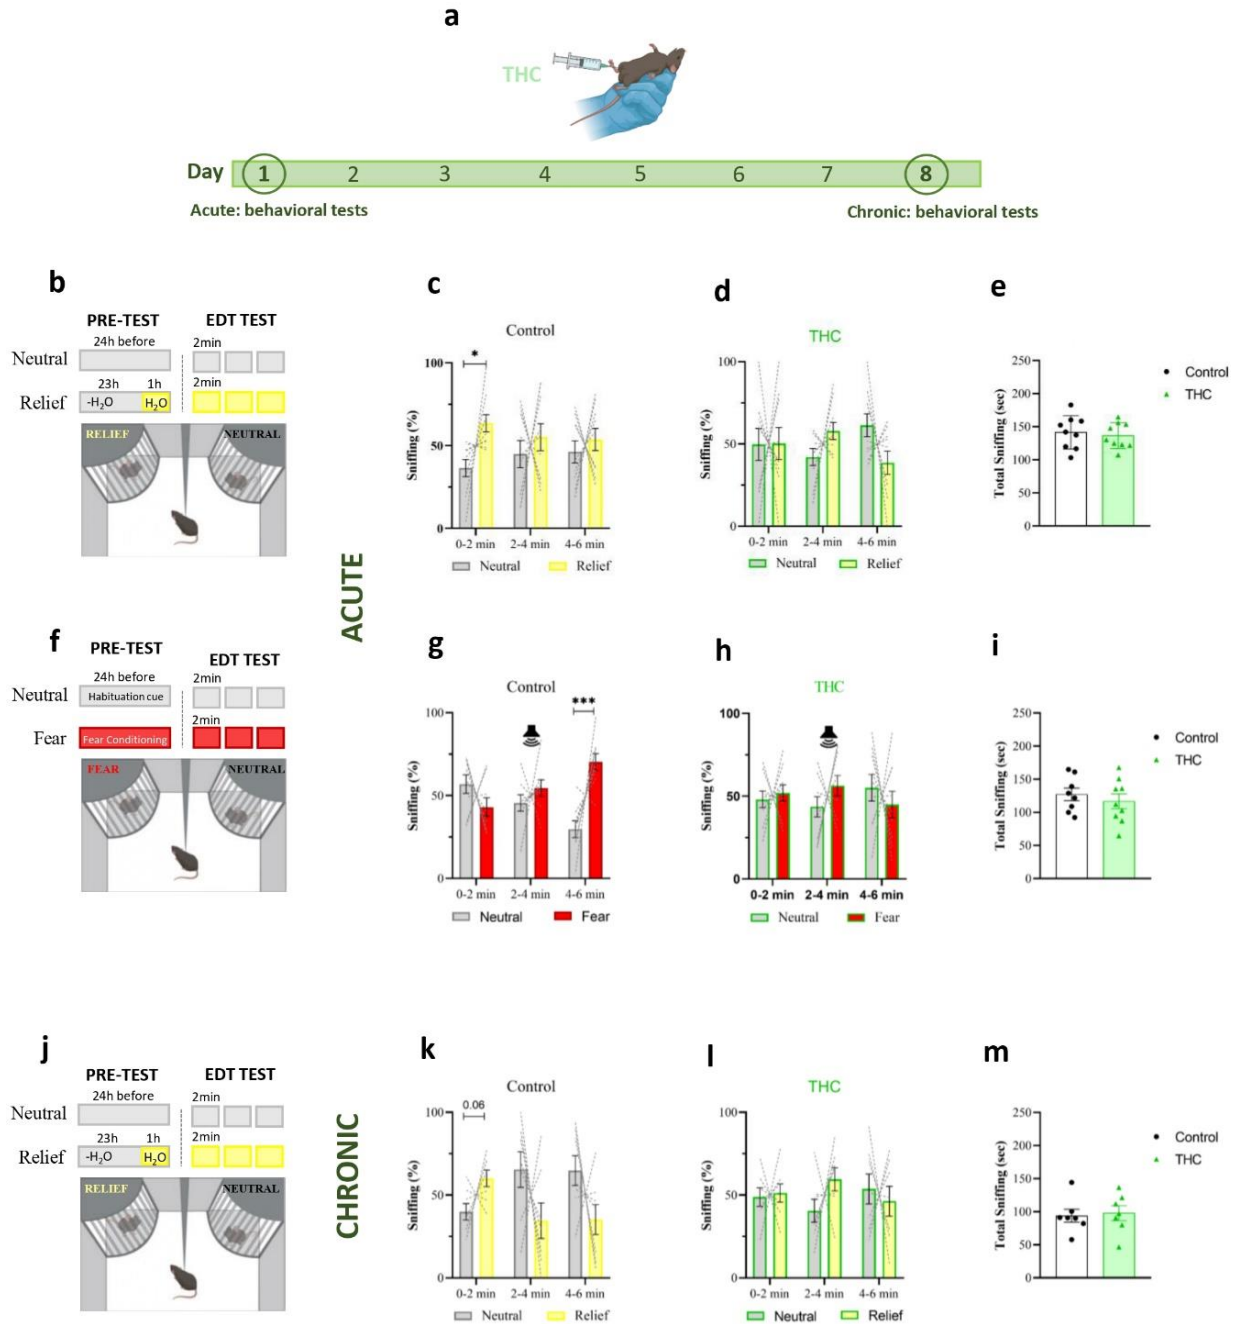 a
THC
Day 1 2 3 4 5 6 7 8
Acute: behavioral tests Chronic: behavioral tests
b
PRE-TEST EDT TEST
24h before 2min
Neutral
23h 1h 2min
Relief -H₂O H₂O
RELIEF NEUTRAL
c
Control
*
100
50
0
Sniffing (%)
0-2 min 2-4 min 4-6 min
Neutral Relief
d
THC
100
50
0
Sniffing (%)
0-2 min 2-4 min 4-6 min
Neutral Relief
e
250
200
150
100
50
0
Total Sniffing (sec)
Control
THC
ACUTE
f
PRE-TEST EDT TEST
24h before 2min
Neutral Habituation cue
2min
Fear Fear Conditioning
FEAR NEUTRAL
g
Control
***
100
50
0
Sniffing (%)
0-2 min 2-4 min 4-6 min
Neutral Fear
h
THC
100
50
0
Sniffing (%)
0-2 min 2-4 min 4-6 min
Neutral Fear
i
250
200
150
100
50
0
Total Sniffing (sec)
Control
THC
j
PRE-TEST EDT TEST
24h before 2min
Neutral
23h 1h 2min
Relief -H₂O H₂O
RELIEF NEUTRAL
CHRONIC
k
Control
0.06
100
50
0
Sniffing (%)
0-2 min 2-4 min 4-6 min
Neutral Relief
l
THC
100
50
0
Sniffing (%)
0-2 min 2-4 min 4-6 min
Neutral Relief
m
250
200
150
100
50
0
Total Sniffing (sec)
Control
THC